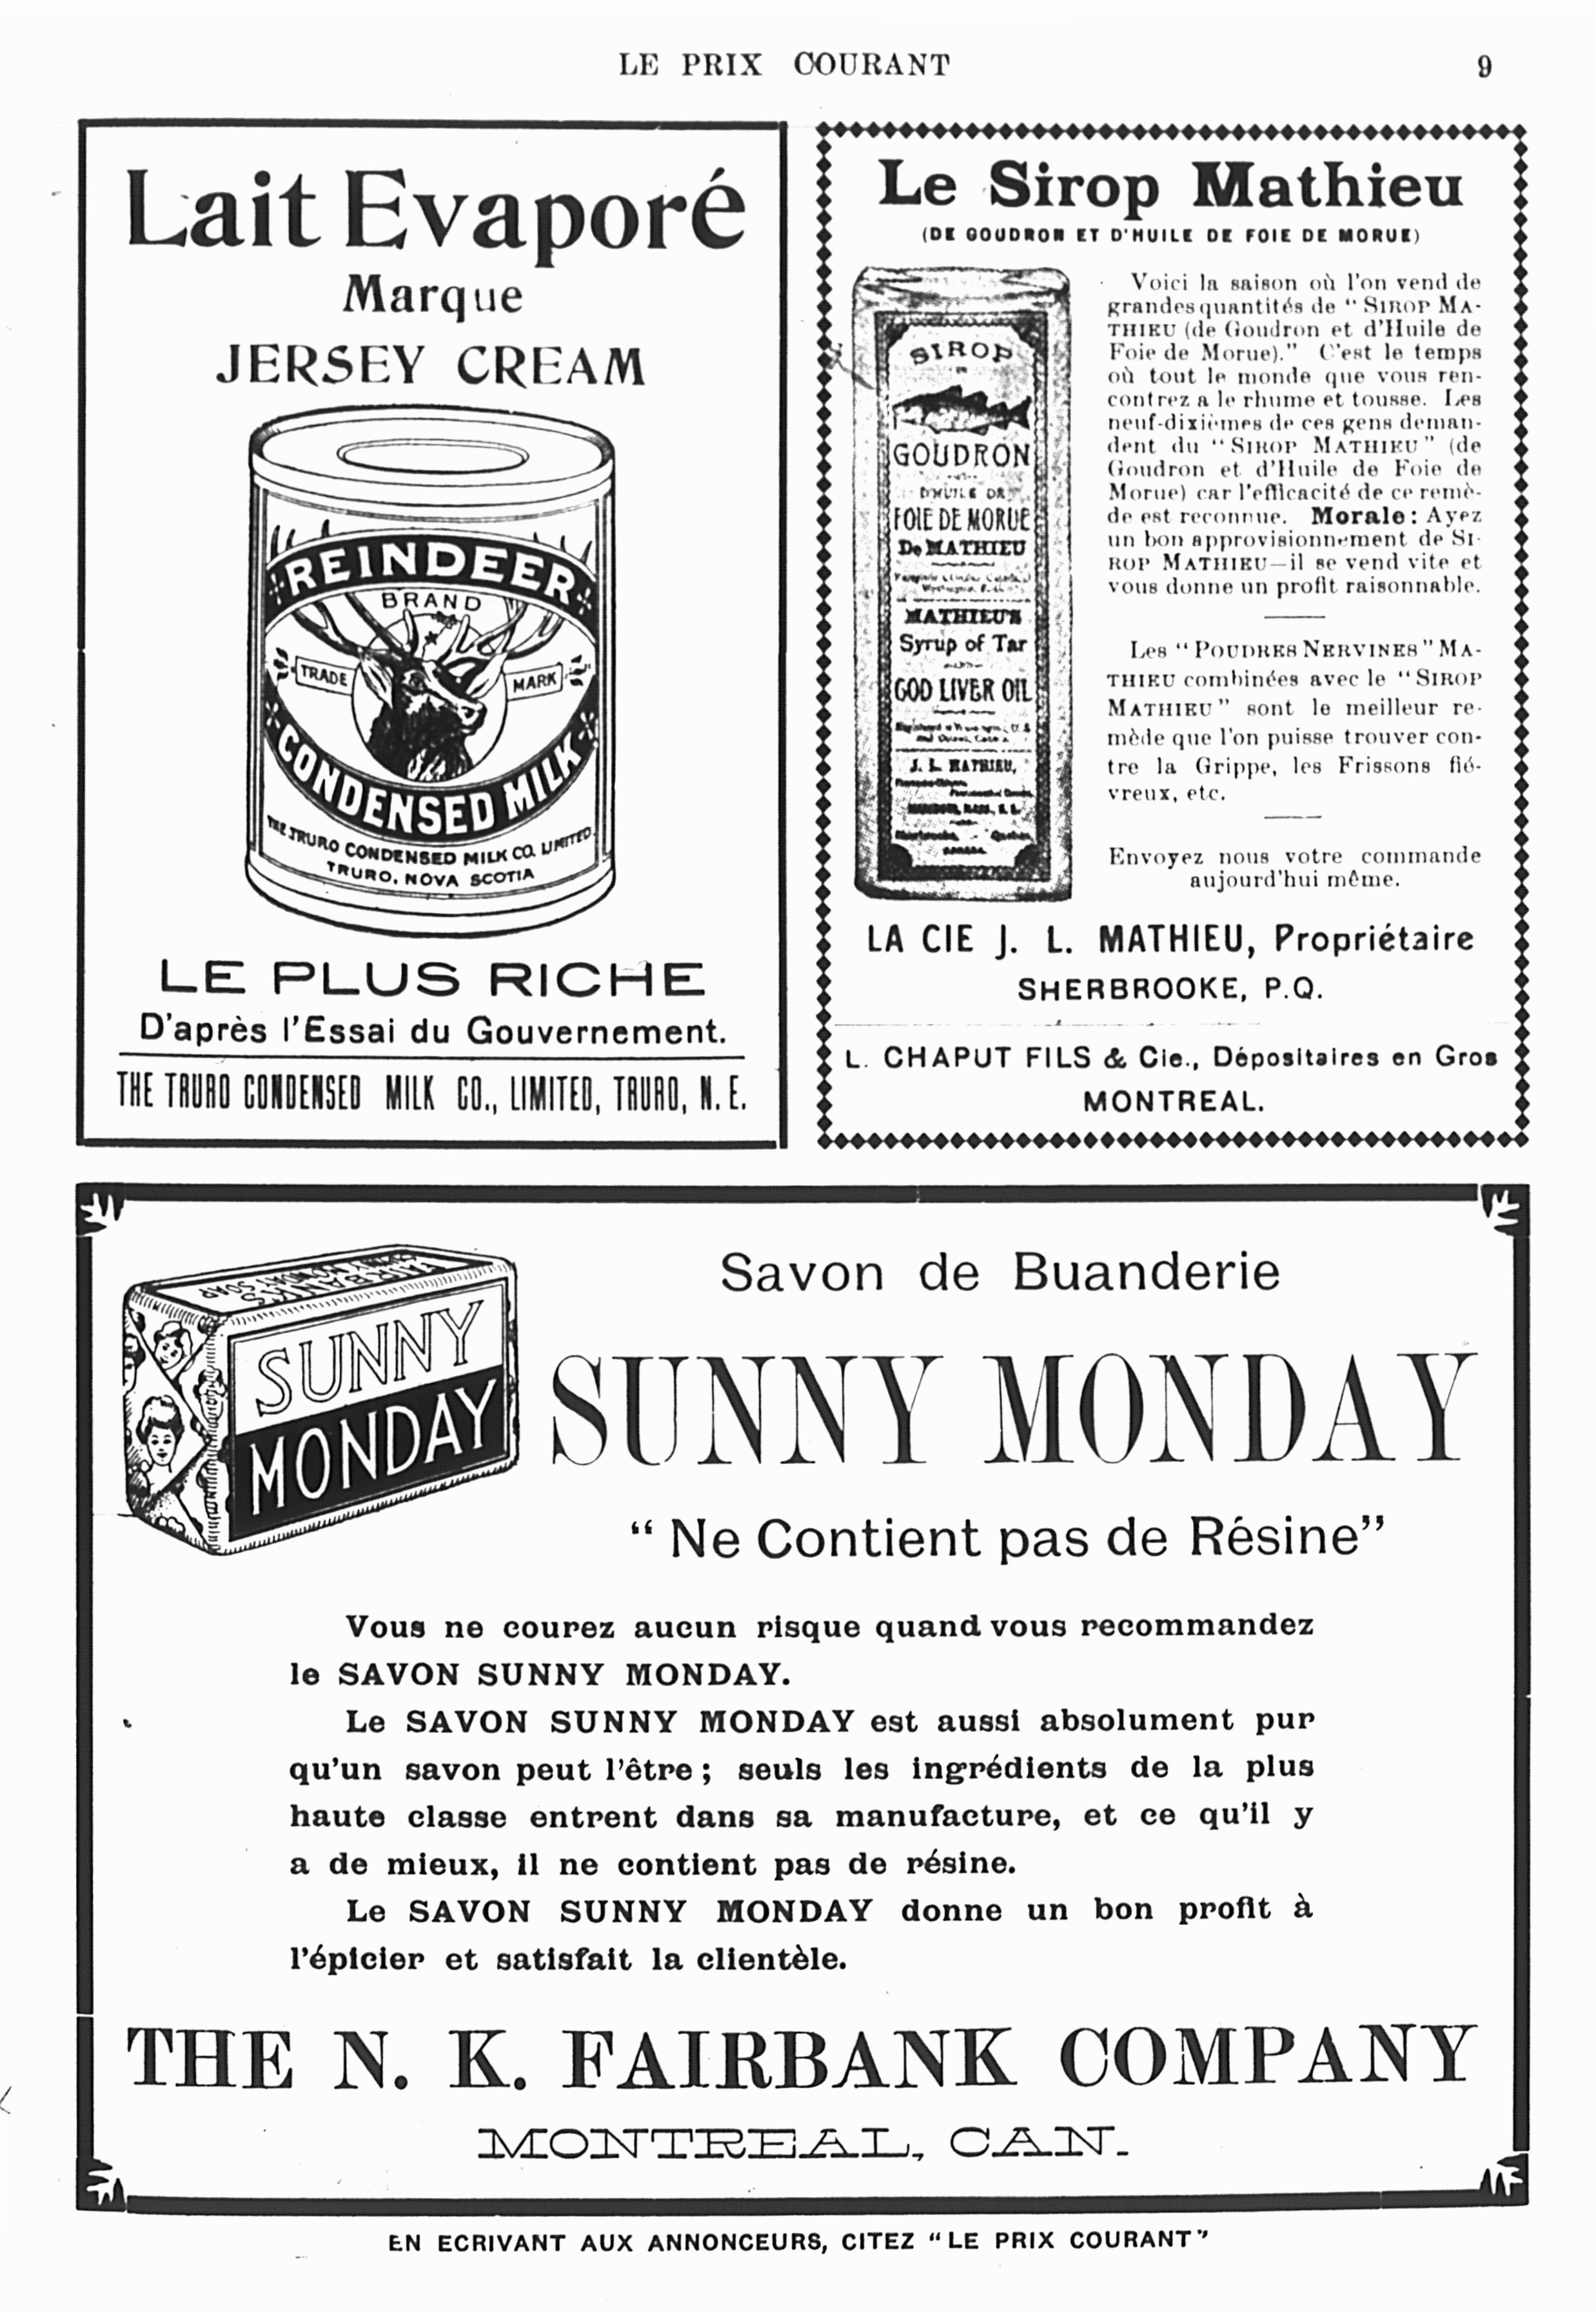 LE PRIX COURANT
9
Lait Evaporé
Marque
JERSEY CREAM
REINDEER
BRAND
TRADE
MARK
CONDENSED MILK
THE TRURO CONDENSED MILK CO. LIMITED
TRURO, NOVA SCOTIA
LE PLUS RICHE
D'après l'Essai du Gouvernement.
THE TRURO CONDENSED MILK CO., LIMITED, TRURO, N. E.
Le Sirop Mathieu
(DE GOUDRON ET D'HUILE DE FOIE DE MORUE)
SIROP
DE
GOUDRON
D'HUILE DE
FOIE DE MORUE
De MATHIEU
MATHIEU'S
Syrup of Tar
COD LIVER OIL
J. L. MATHIEU,
Voici la saison où l'on vend de
grandes quantités de “ SIROP MA-
THIEU (de Goudron et d'Huile de
Foie de Morue).” C'est le temps
où tout le monde que vous ren-
contrez a le rhume et tousse. Les
neuf-dixièmes de ces gens deman-
dent du “ SIROP MATHIEU ” (de
Goudron et d'Huile de Foie de
Morue) car l'efficacité de ce remè-
de est reconnue. Morale: Ayez
un bon approvisionnement de SI-
ROP MATHIEU—il se vend vite et
vous donne un profit raisonnable.
Les “ POUDRES NERVINES ” MA-
THIEU combinées avec le “ SIROP
MATHIEU ” sont le meilleur re-
mède que l'on puisse trouver con-
tre la Grippe, les Frissons fié-
vreux, etc.
Envoyez nous votre commande
aujourd'hui même.
LA CIE J. L. MATHIEU, Propriétaire
SHERBROOKE, P.Q.
L. CHAPUT FILS & Cie., Dépositaires en Gros
MONTREAL.
FAIRBANK'S
SUNNY MONDAY SOAP
SUNNY
MONDAY
Savon de Buanderie
SUNNY MONDAY
“ Ne Contient pas de Résine”
Vous ne courez aucun risque quand vous recommandez
le SAVON SUNNY MONDAY.
Le SAVON SUNNY MONDAY est aussi absolument pur
qu'un savon peut l'être ; seuls les ingrédients de la plus
haute classe entrent dans sa manufacture, et ce qu'il y
a de mieux, il ne contient pas de résine.
Le SAVON SUNNY MONDAY donne un bon profit à
l'épicier et satisfait la clientèle.
THE N. K. FAIRBANK COMPANY
MONTREAL, CAN.
EN ECRIVANT AUX ANNONCEURS, CITEZ “LE PRIX COURANT”